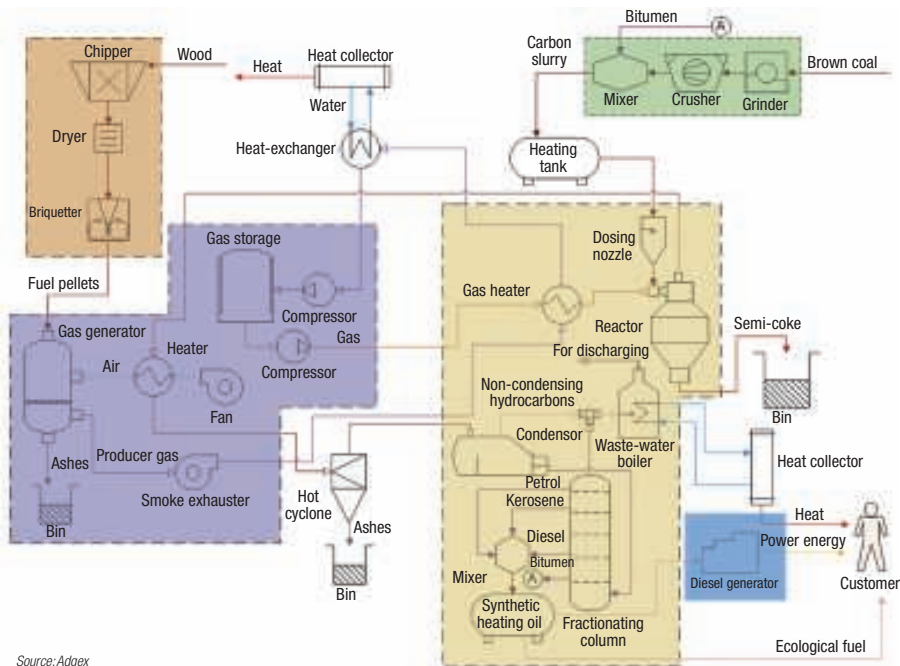 Bitumen
A
Chipper
Wood
Heat collector
Carbon
slurry
Heat
Brown coal
Mixer
Crusher
Grinder
Water
Dryer
Heat-exchanger
Heating
tank
Briquetter
Gas storage
Dosing
nozzle
Fuel pellets
Gas heater
Compressor
Reactor
Semi-coke
Gas generator
Heater
Gas
For discharging
Air
Compressor
Non-condensing
hydrocarbons
Fan
Bin
Condensor
Waste-water
boiler
Ashes
Producer gas
Heat collector
Petrol
Smoke exhauster
Hot
cyclone
Kerosene
Ashes
Heat
Bin
Diesel
Power energy
Bitumen
A
Mixer
Diesel generator
Customer
Bin
Synthetic
heating oil
Fractionating
column
Ecological fuel
Source: Adgex